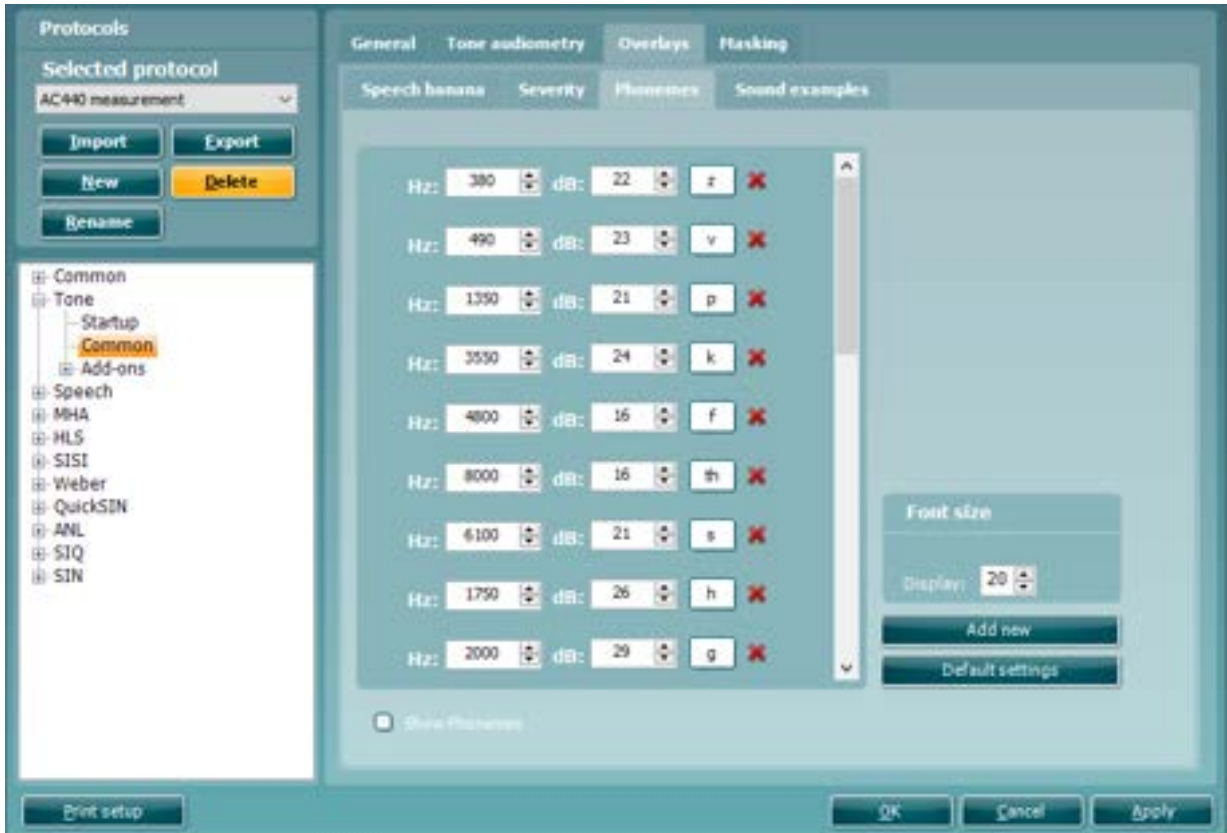 Protocols
Selected protocol
AC440 measurement
Import Export
New Delete
Rename
Common
Tone
Startup
Common
Add-ons
Speech
MHA
HLS
SISI
Weber
QuickSIN
ANL
SIQ
SIN
Print setup
General Tone audiometry Overlays Masking
Speech banana Severity Phonemes Sound examples
Hz: 380 dB: 22 z
Hz: 490 dB: 23 v
Hz: 1350 dB: 21 p
Hz: 3550 dB: 24 k
Hz: 4800 dB: 16 f
Hz: 8000 dB: 16 th
Hz: 6100 dB: 21 s
Hz: 1750 dB: 26 h
Hz: 2000 dB: 29 g
Show Phonemes
Font size
Display: 20
Add new
Default settings
OK Cancel Apply